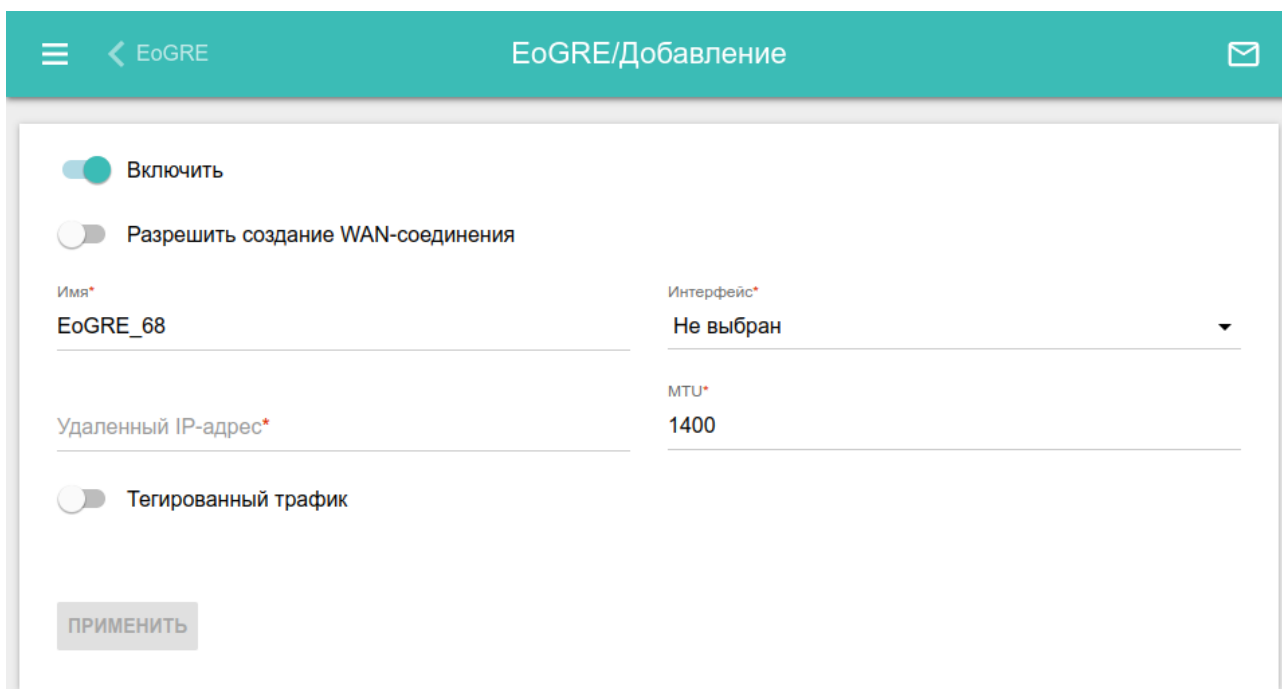 EoGRE
EoGRE/Добавление
Включить
Разрешить создание WAN-соединения
Имя*
EoGRE_68
Интерфейс*
Не выбран
Удаленный IP-адрес*
MTU*
1400
Тегированный трафик
ПРИМЕНИТЬ